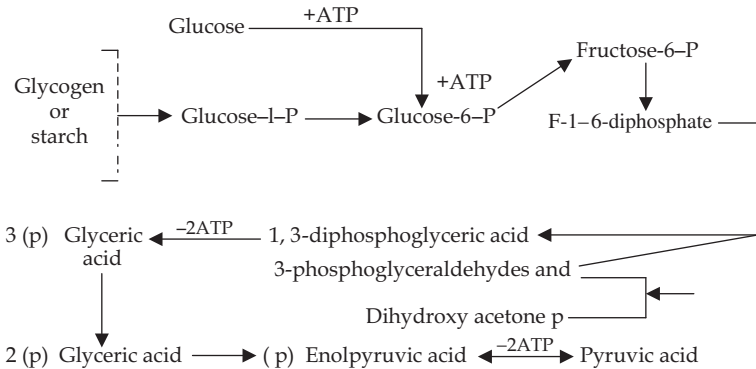 Glucose
+ATP
Fructose-6–P
+ATP
Glycogen
or
starch
Glucose–l–P
Glucose-6–P
F-1–6-diphosphate
3 (p) Glyceric
acid
–2ATP
1, 3-diphosphoglyceric acid
3-phosphoglyceraldehydes and
Dihydroxy acetone p
2 (p) Glyceric acid
( p) Enolpyruvic acid
–2ATP
Pyruvic acid